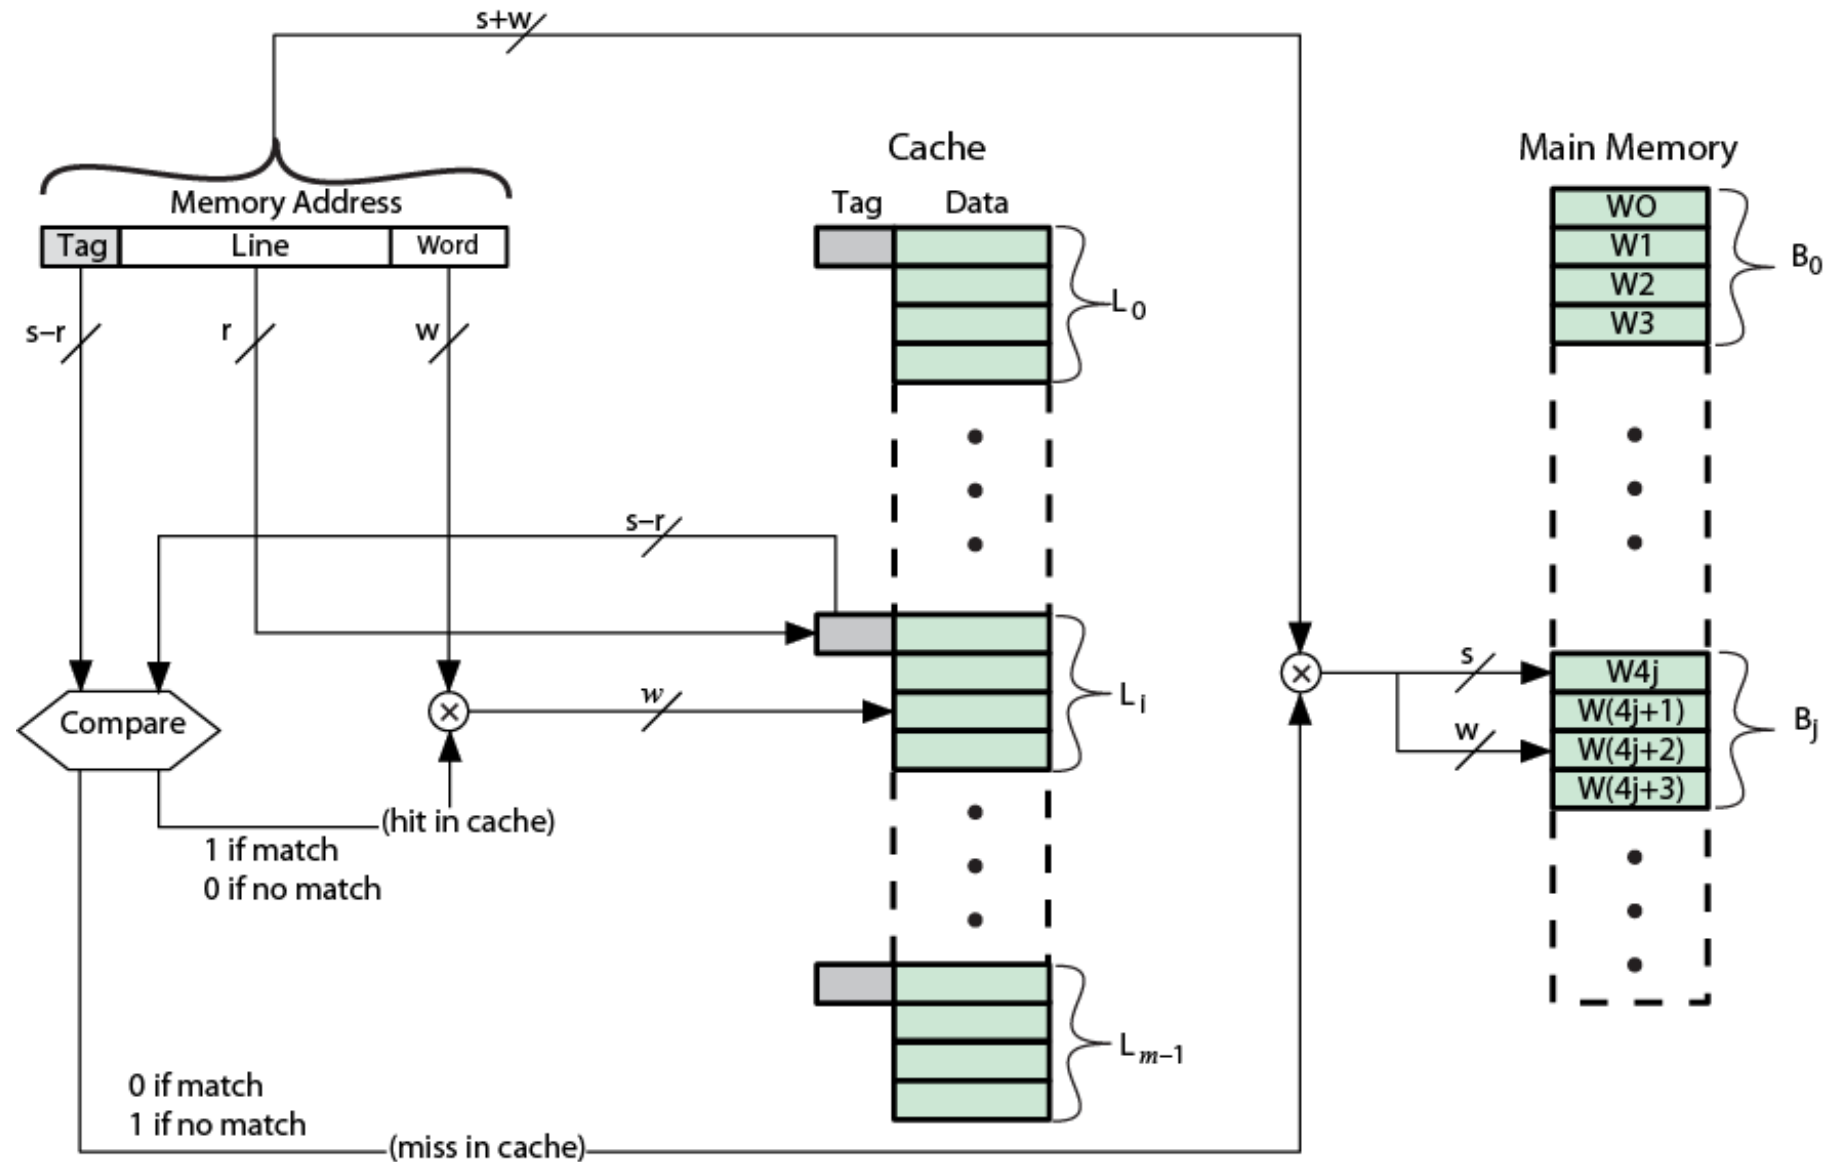 s+w
Cache
Main Memory
Memory Address
Tag Data
Tag Line Word
WO
W1
W2
W3
B0
L0
s–r
r
w
s–r
Compare
w
Li
s
w
W4j
W(4j+1)
W(4j+2)
W(4j+3)
Bj
(hit in cache)
1 if match
0 if no match
Lm–1
0 if match
1 if no match
(miss in cache)